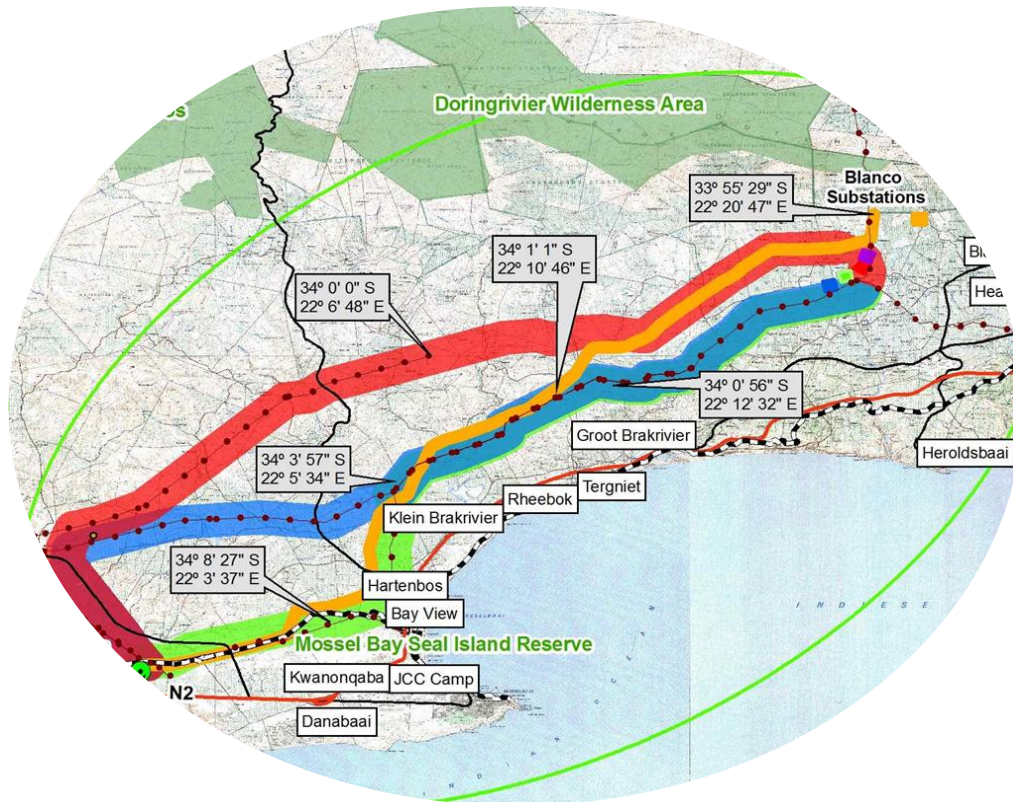 Doringrivier Wilderness Area
33º 55' 29" S
22º 20' 47" E
Blanco
Substations
34º 1' 1" S
22º 10' 46" E
34º 0' 0" S
22º 6' 48" E
34º 0' 56" S
22º 12' 32" E
Groot Brakrivier
Heroldsbaai
34º 3' 57" S
22º 5' 34" E
Tergniet
Rheebok
Klein Brakrivier
34º 8' 27" S
22º 3' 37" E
Hartenbos
Bay View
INDIESE
Mossel Bay Seal Island Reserve
Kwanonqaba
JCC Camp
N2
Danabaai